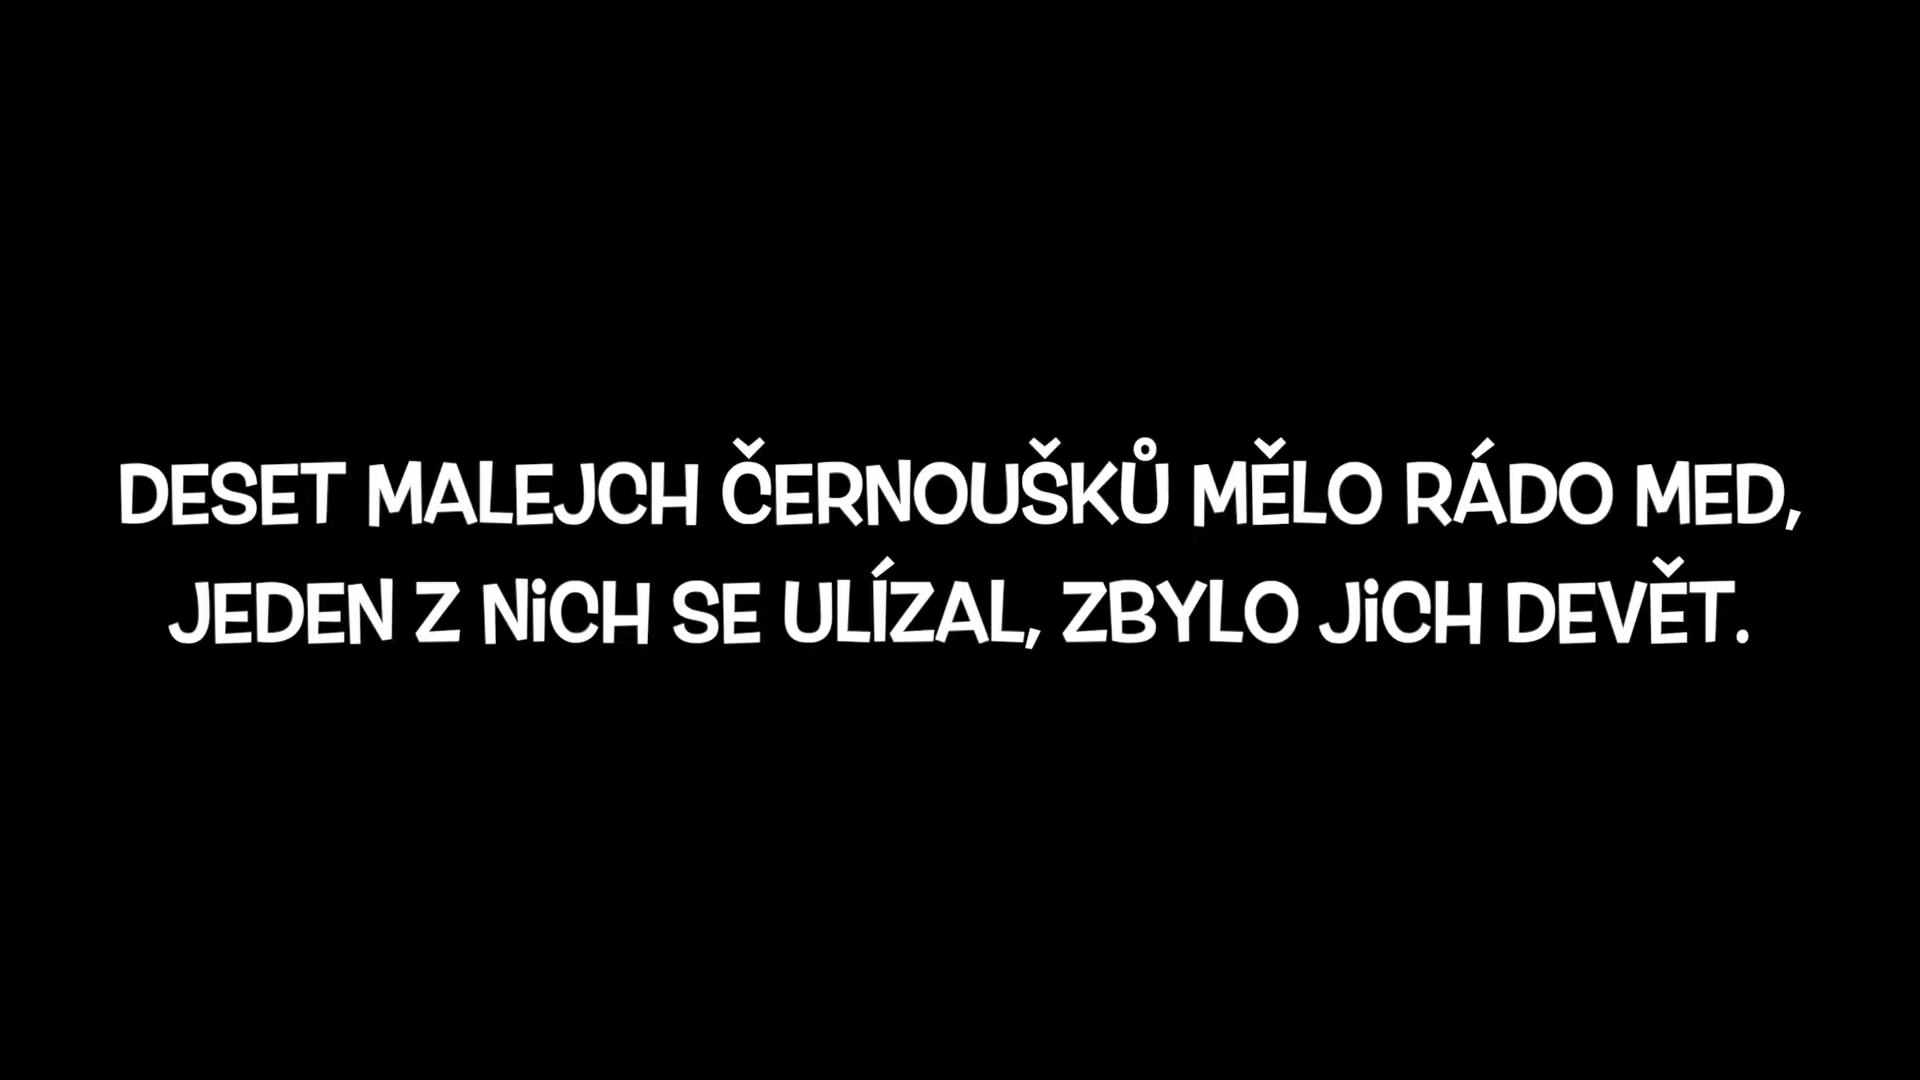 DESET MALEJCH ČERNOUŠKŮ MĚLO RÁDO MED,
JEDEN Z NiCH SE ULÍZAL, ZBYLO JiCH DEVĚT.